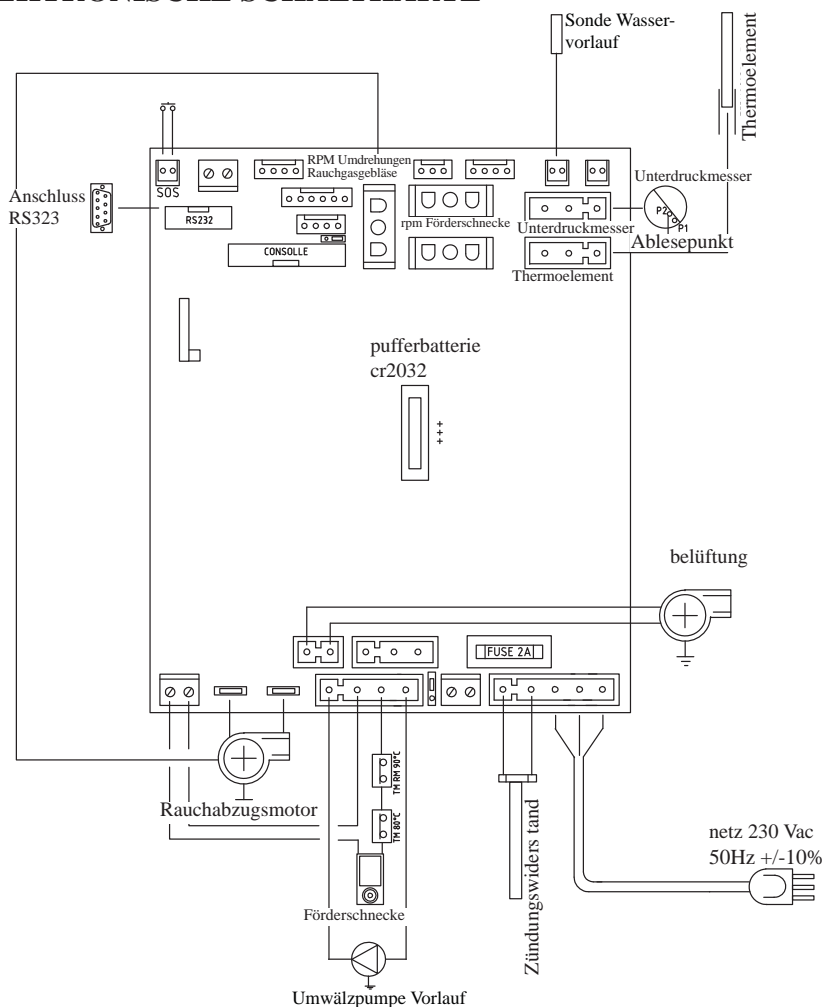 Sonde Wasser-
vorlauf
Thermoelement
SOS
RPM Umdrehungen
Rauchgasgebläse
Unterdruckmesser
Anschluss
RS323
RS232
rpm Förderschnecke
Unterdruckmesser
P2
P1
Ablesepunkt
CONSOLLE
Thermoelement
pufferbatterie
cr2032
+++
belüftung
FUSE 2A
Rauchabzugsmotor
TM RM 90°C
TM 80°C
Förderschnecke
Zündungswiders tand
netz 230 Vac
50Hz +/-10%
Umwälzpumpe Vorlauf